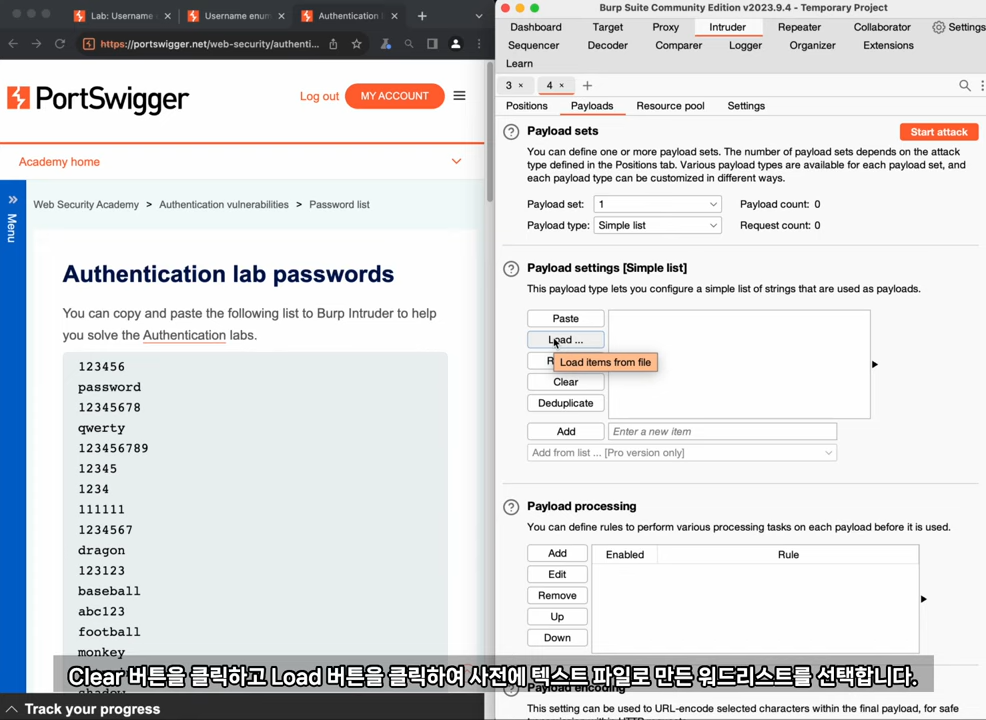 Lab: Username
Username enum
Authentication l
https://portswigger.net/web-security/authenti...
PortSwigger
Log out
MY ACCOUNT
Academy home
Menu
Web Security Academy > Authentication vulnerabilities > Password list
Authentication lab passwords
You can copy and paste the following list to Burp Intruder to help
you solve the Authentication labs.
123456
password
12345678
qwerty
123456789
12345
1234
111111
1234567
dragon
123123
baseball
abc123
football
monkey
shadow
Track your progress
Burp Suite Community Edition v2023.9.4 - Temporary Project
Dashboard Target Proxy Intruder Repeater Collaborator Settings
Sequencer Decoder Comparer Logger Organizer Extensions
Learn
3 × 4 × +
Positions Payloads Resource pool Settings
? Payload sets
Start attack
You can define one or more payload sets. The number of payload sets depends on the attack
type defined in the Positions tab. Various payload types are available for each payload set, and
each payload type can be customized in different ways.
Payload set: 1 Payload count: 0
Payload type: Simple list Request count: 0
? Payload settings [Simple list]
This payload type lets you configure a simple list of strings that are used as payloads.
Paste
Load ...
R
Load items from file
Clear
Deduplicate
Add Enter a new item
Add from list ... [Pro version only]
? Payload processing
You can define rules to perform various processing tasks on each payload before it is used.
Add Enabled Rule
Edit
Remove
Up
Down
Clear 버튼을 클릭하고 Load 버튼을 클릭하여 사전에 텍스트 파일로 만든 워드리스트를 선택합니다.
Payload encoding
This setting can be used to URL-encode selected characters within the final payload, for safe